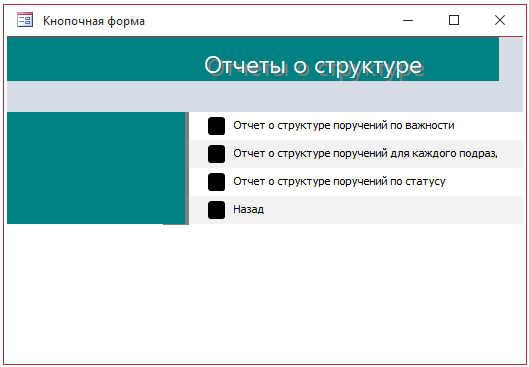 Кнопочная форма
Отчеты о структуре
Отчет о структуре поручений по важности
Отчет о структуре поручений для каждого подраз,
Отчет о структуре поручений по статусу
Назад